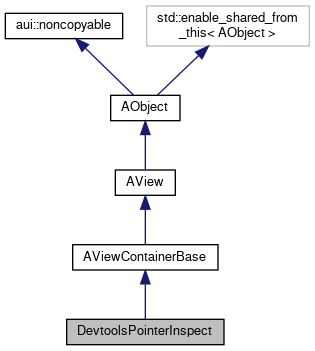 aui::noncopyable
std::enable_shared_from
_this< AObject >
AObject
AView
AViewContainerBase
DevtoolsPointerInspect